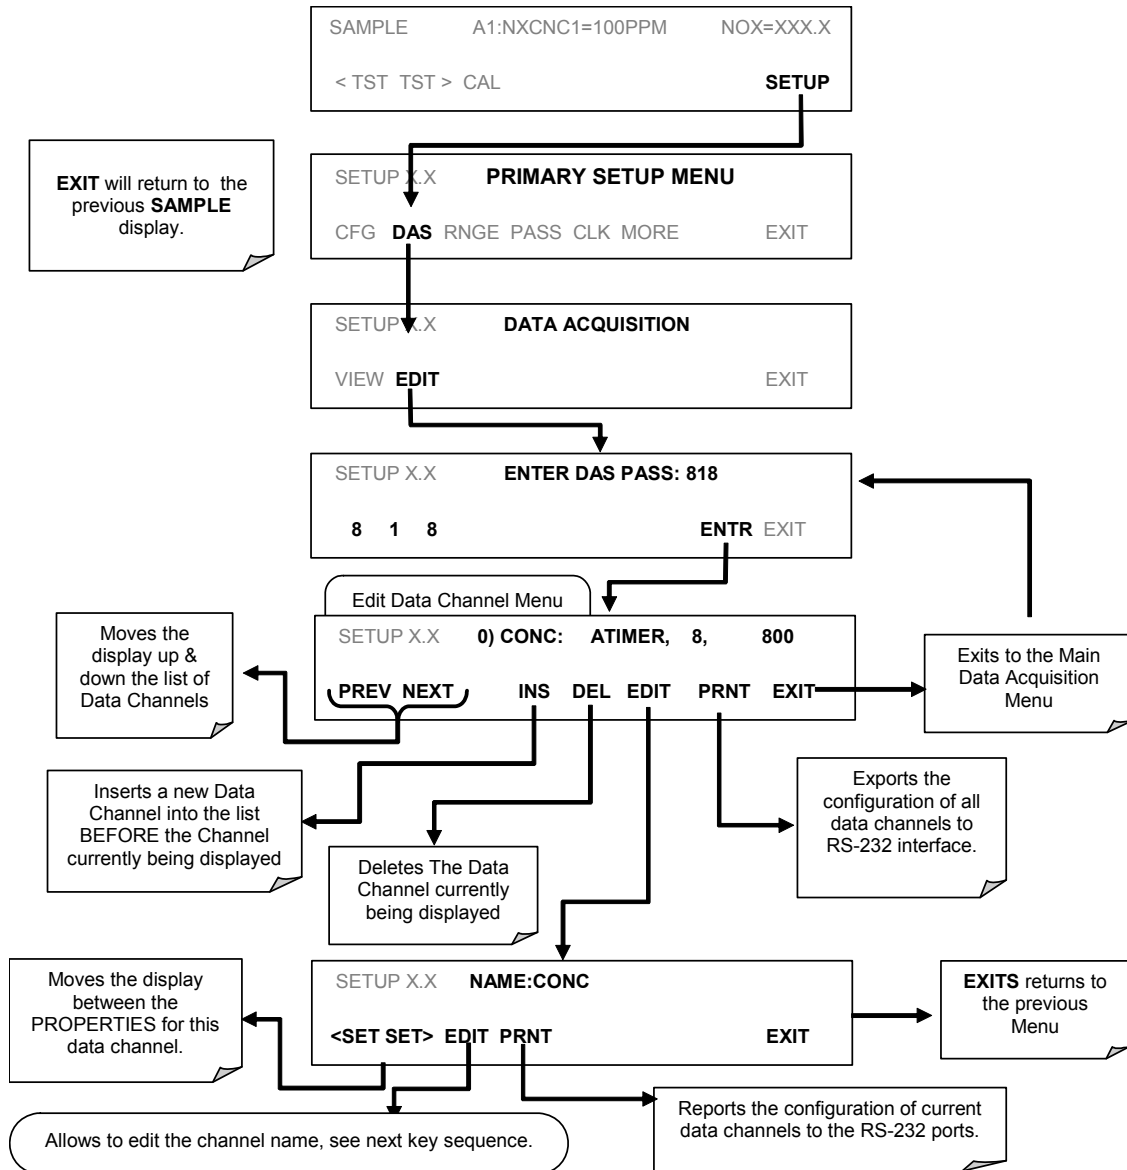 SAMPLE A1:NXCNC1=100PPM NOX=XXX.X
< TST TST > CAL SETUP
EXIT will return to the
previous SAMPLE
display.
SETUP X.X PRIMARY SETUP MENU
CFG DAS RNGE PASS CLK MORE EXIT
SETUP X.X DATA ACQUISITION
VIEW EDIT EXIT
SETUP X.X ENTER DAS PASS: 818
8 1 8 ENTR EXIT
Edit Data Channel Menu
SETUP X.X 0) CONC: ATIMER, 8, 800
PREV NEXT INS DEL EDIT PRNT EXIT
Moves the
display up &
down the list of
Data Channels
Exits to the Main
Data Acquisition
Menu
Inserts a new Data
Channel into the list
BEFORE the Channel
currently being displayed
Deletes The Data
Channel currently
being displayed
Exports the
configuration of all
data channels to
RS-232 interface.
SETUP X.X NAME:CONC
<SET SET> EDIT PRNT EXIT
Moves the display
between the
PROPERTIES for this
data channel.
EXITS returns to
the previous
Menu
Allows to edit the channel name, see next key sequence.
Reports the configuration of current
data channels to the RS-232 ports.